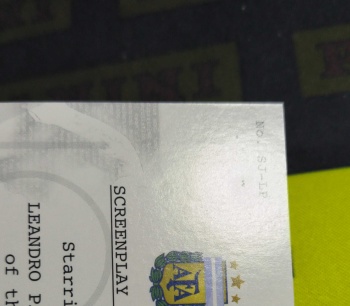 No. SJ-LP
SCREENPLAY
Starri
LEANDRO P
of th
AFA